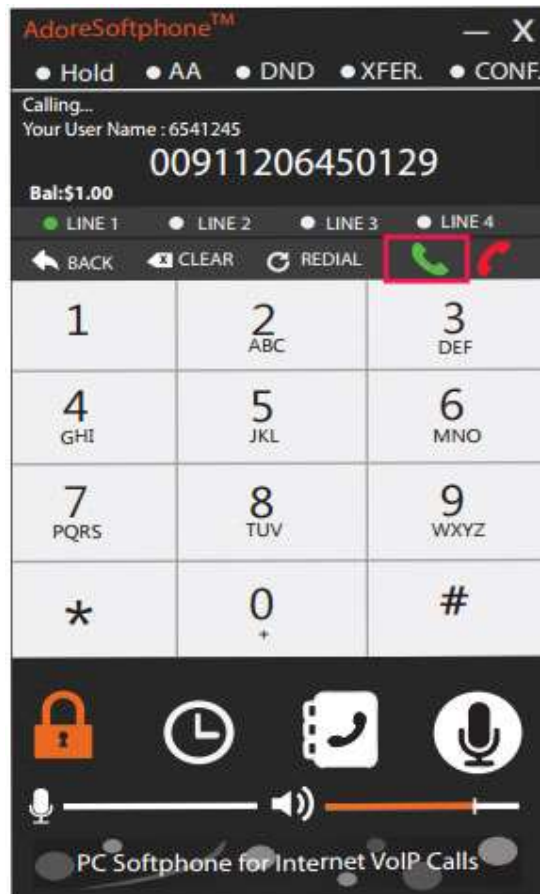 AdoreSoftphone™
— X
Hold AA DND XFER. CONF.
Calling...
Your User Name : 6541245
00911206450129
Bal:$1.00
LINE 1 LINE 2 LINE 3 LINE 4
BACK CLEAR REDIAL
1 2 3
ABC DEF
4 5 6
GHI JKL MNO
7 8 9
PQRS TUV WXYZ
* 0 #
+
PC Softphone for Internet VoIP Calls